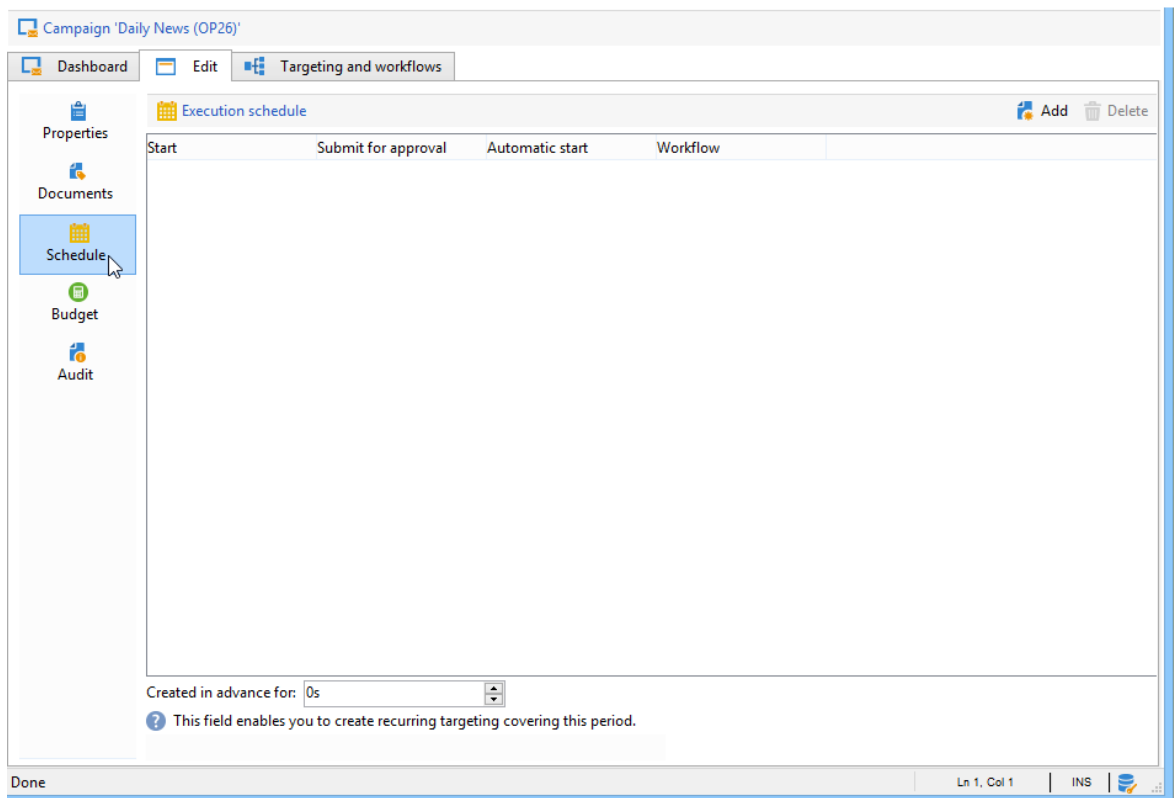 Campaign 'Daily News (OP26)'
Dashboard Edit Targeting and workflows
Properties
Documents
Schedule
Budget
Audit
Execution schedule Add Delete
Start Submit for approval Automatic start Workflow
Created in advance for: 0s
This field enables you to create recurring targeting covering this period.
Done Ln 1, Col 1 INS